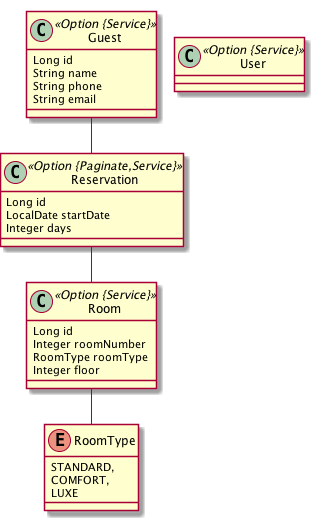 C «Option {Service}»
Guest
Long id
String name
String phone
String email
C «Option {Service}»
User
C «Option {Paginate,Service}»
Reservation
Long id
LocalDate startDate
Integer days
C «Option {Service}»
Room
Long id
Integer roomNumber
RoomType roomType
Integer floor
E RoomType
STANDARD,
COMFORT,
LUXE